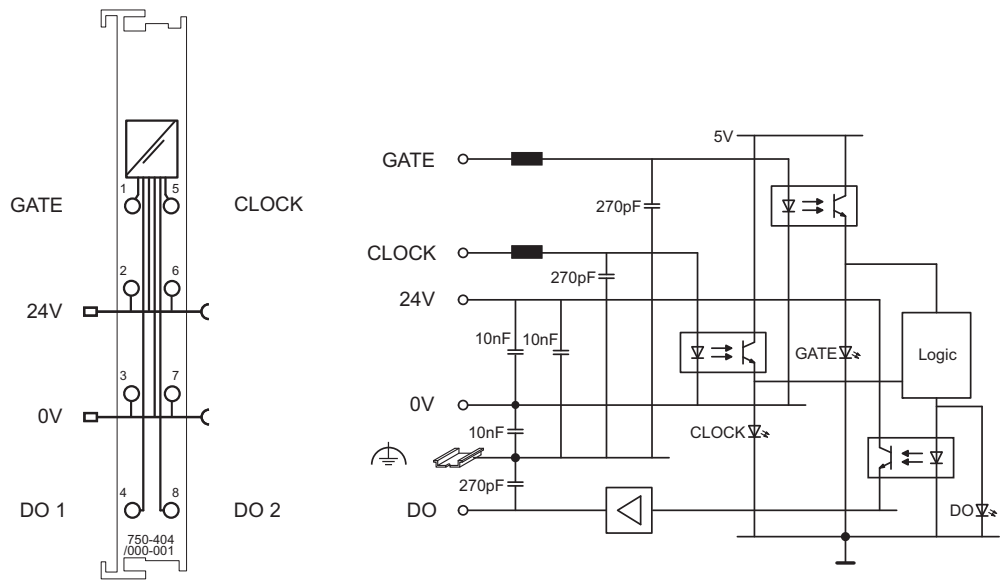 1
5
GATE
CLOCK
2
6
24V
3
7
0V
4
8
DO 1
DO 2
750-404
/000-001
5V
GATE
270pF
CLOCK
270pF
24V
10nF
10nF
GATE
Logic
0V
10nF
CLOCK
270pF
DO
DO